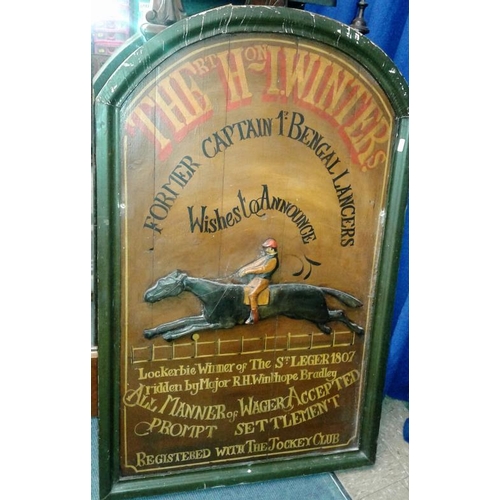 THE RT HON I. WINTERS
FORMER CAPTAIN 1ST BENGAL LANCERS
Wishes to Announce
Lockerbie Winner of The ST LEGER 1807
ridden by Major R.H. Winthope Bradley
ALL MANNER of WAGER ACCEPTED
PROMPT SETTLEMENT
REGISTERED WITH THE JOCKEY CLUB